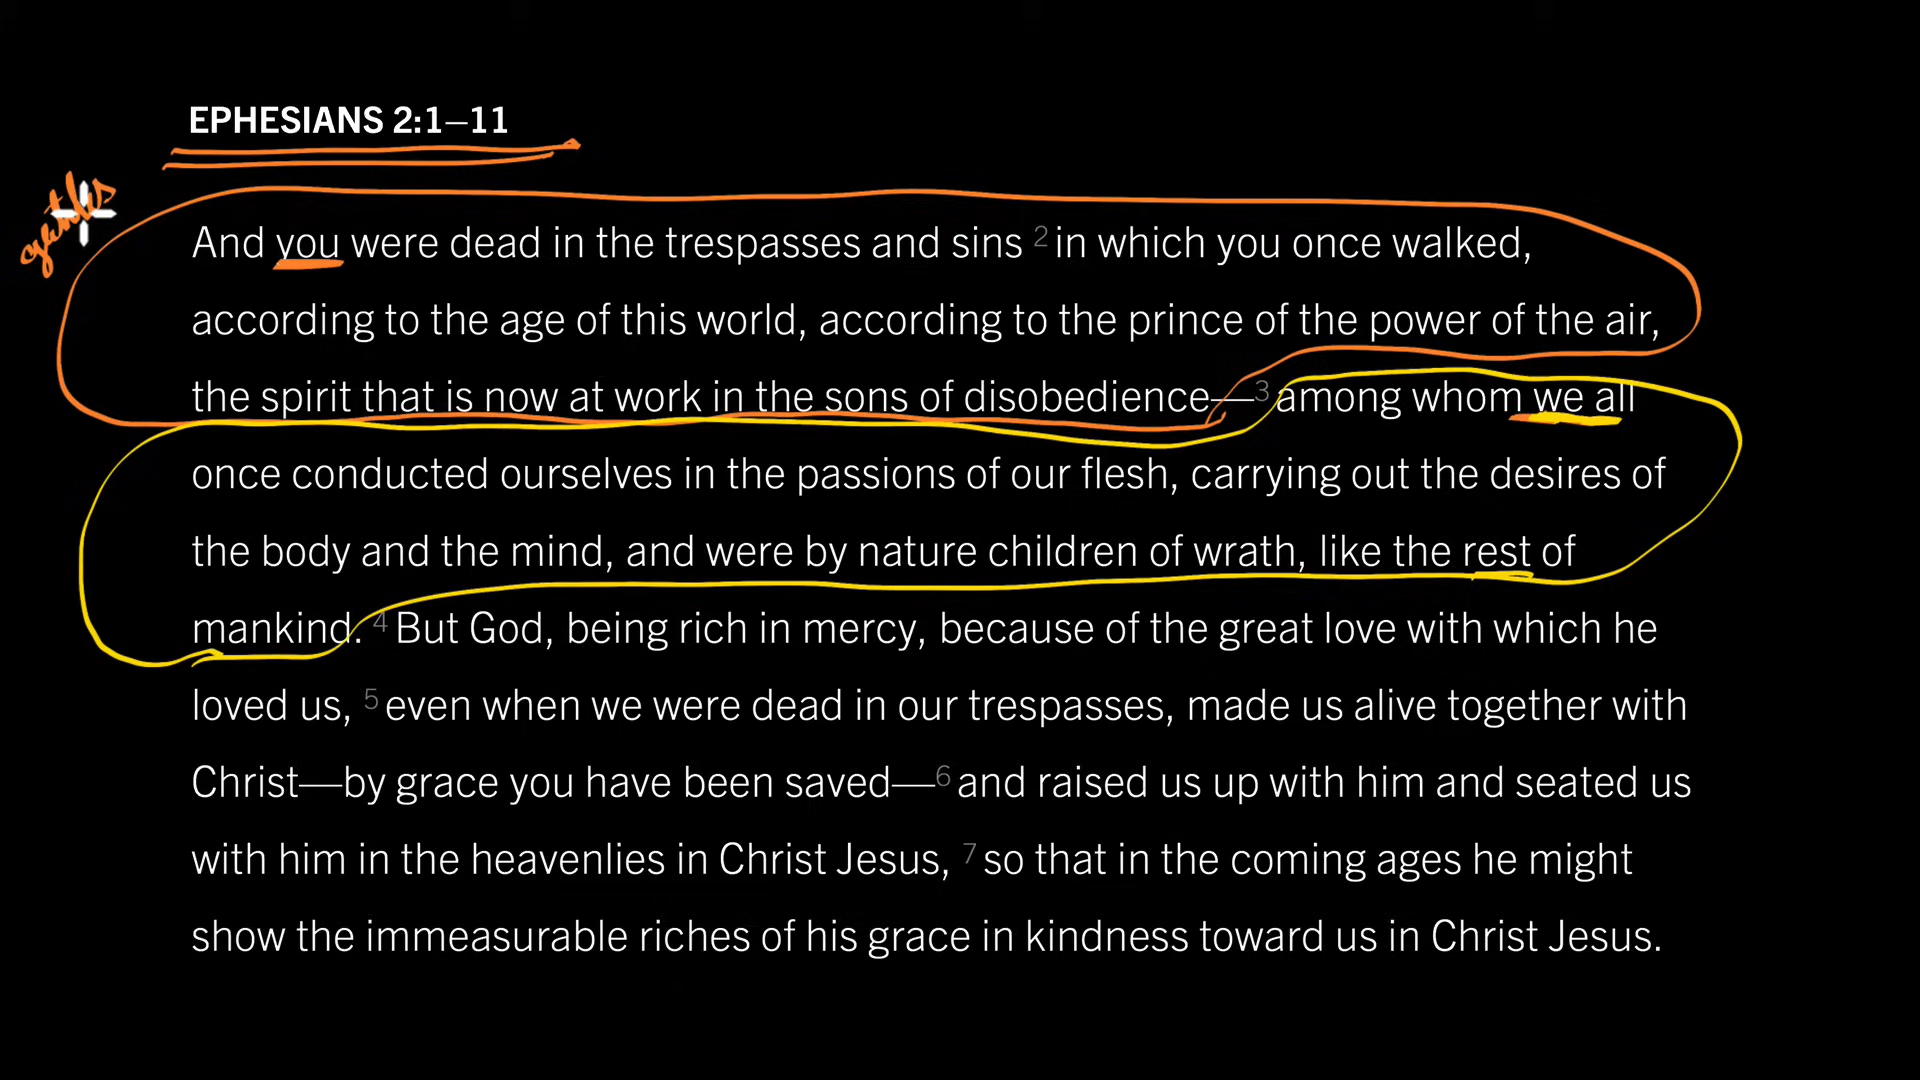 EPHESIANS 2:1–11
gentiles
And you were dead in the trespasses and sins 2 in which you once walked,
according to the age of this world, according to the prince of the power of the air,
the spirit that is now at work in the sons of disobedience—3 among whom we all
once conducted ourselves in the passions of our flesh, carrying out the desires of
the body and the mind, and were by nature children of wrath, like the rest of
mankind. 4 But God, being rich in mercy, because of the great love with which he
loved us, 5 even when we were dead in our trespasses, made us alive together with
Christ—by grace you have been saved—6 and raised us up with him and seated us
with him in the heavenlies in Christ Jesus, 7 so that in the coming ages he might
show the immeasurable riches of his grace in kindness toward us in Christ Jesus.